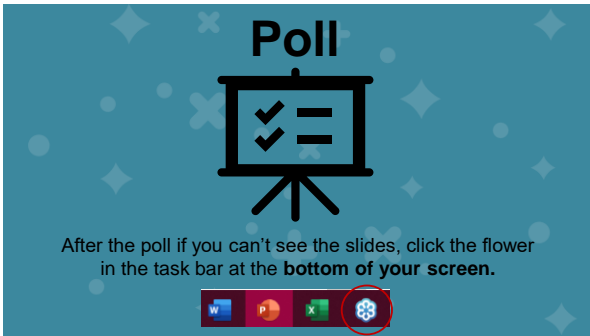 Poll
After the poll if you can’t see the slides, click the flower
in the task bar at the bottom of your screen.
W P X